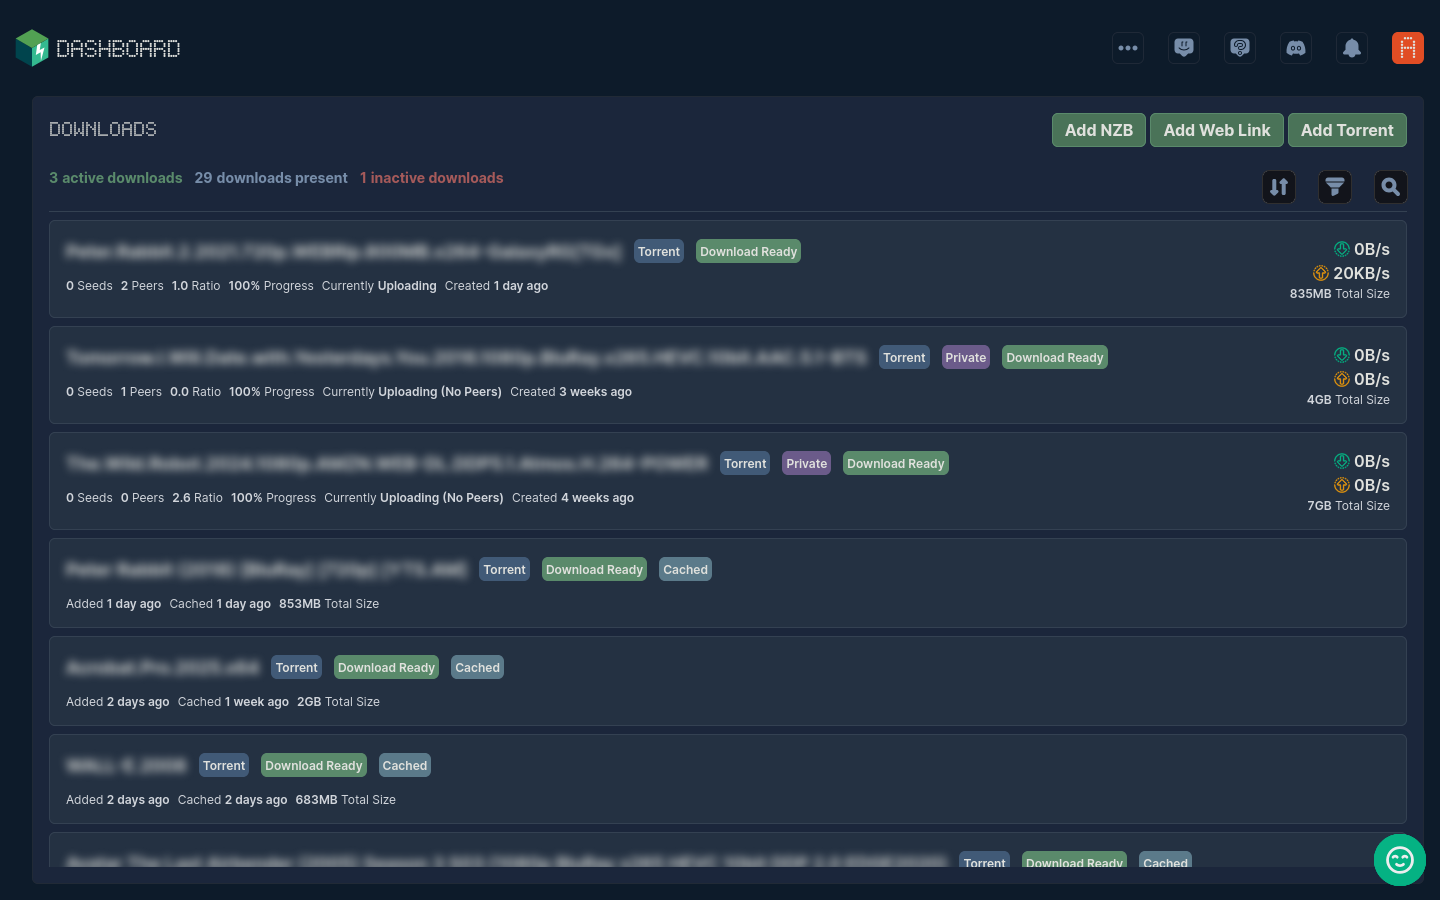 DASHBOARD
DOWNLOADS
Add NZB Add Web Link Add Torrent
3 active downloads 29 downloads present 1 inactive downloads
Torrent Download Ready
0B/s
20KB/s
0 Seeds 2 Peers 1.0 Ratio 100% Progress Currently Uploading Created 1 day ago
835MB Total Size
Torrent Private Download Ready
0B/s
0B/s
0 Seeds 1 Peers 0.0 Ratio 100% Progress Currently Uploading (No Peers) Created 3 weeks ago
4GB Total Size
Torrent Private Download Ready
0B/s
0B/s
0 Seeds 0 Peers 2.6 Ratio 100% Progress Currently Uploading (No Peers) Created 4 weeks ago
7GB Total Size
Torrent Download Ready Cached
Added 1 day ago Cached 1 day ago 853MB Total Size
Torrent Download Ready Cached
Added 2 days ago Cached 1 week ago 2GB Total Size
WALL-E.2008 Torrent Download Ready Cached
Added 2 days ago Cached 2 days ago 683MB Total Size
Torrent Download Ready Cached